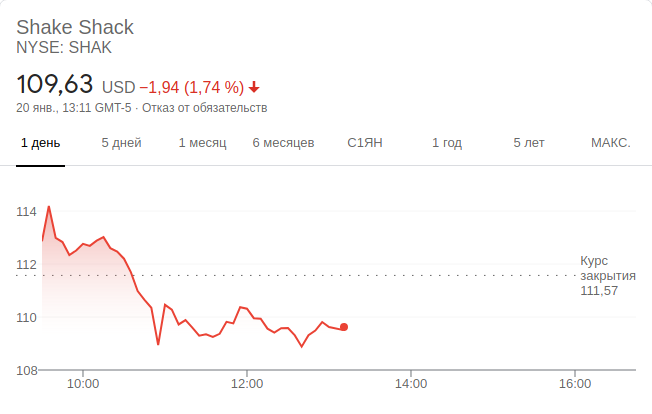 Shake Shack
NYSE: SHAK
109,63 USD −1,94 (1,74 %)
20 янв., 13:11 GMT-5 · Отказ от обязательств
1 день 5 дней 1 месяц 6 месяцев С1ЯН 1 год 5 лет МАКС.
114
112
110
108
Курс
закрытия
111,57
10:00 12:00 14:00 16:00